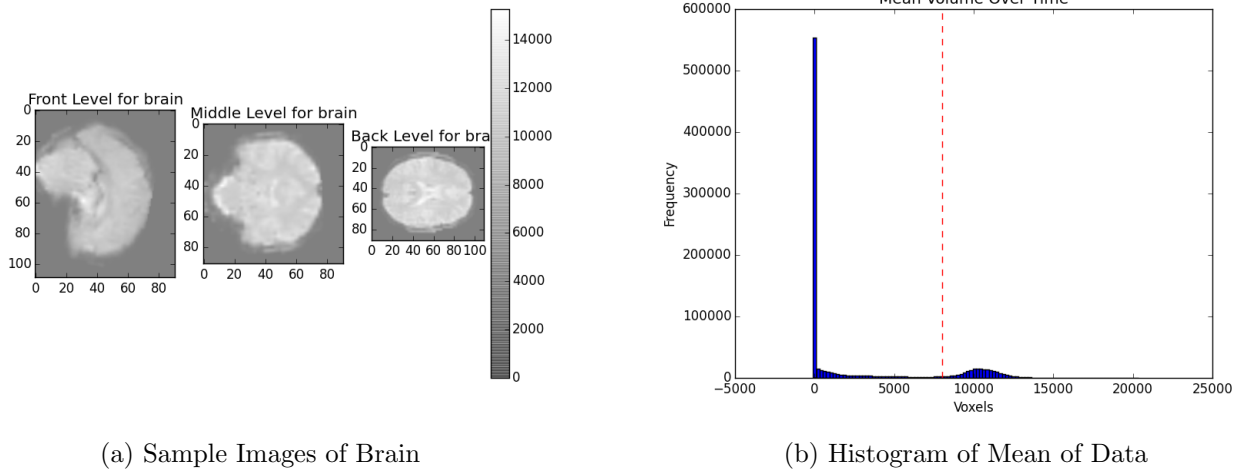 Front Level for brain
0
20
40
60
80
100
0 20 40 60 80
Middle Level for brain
0
20
40
60
80
0 20 40 60 80
Back Level for bra
0
20
40
60
80
0 20 40 60 80 100
14000
12000
10000
8000
6000
4000
2000
0
(a) Sample Images of Brain
Mean Volume Over Time
600000
500000
400000
300000
200000
100000
0
Frequency
−5000 0 5000 10000 15000 20000 25000
Voxels
(b) Histogram of Mean of Data